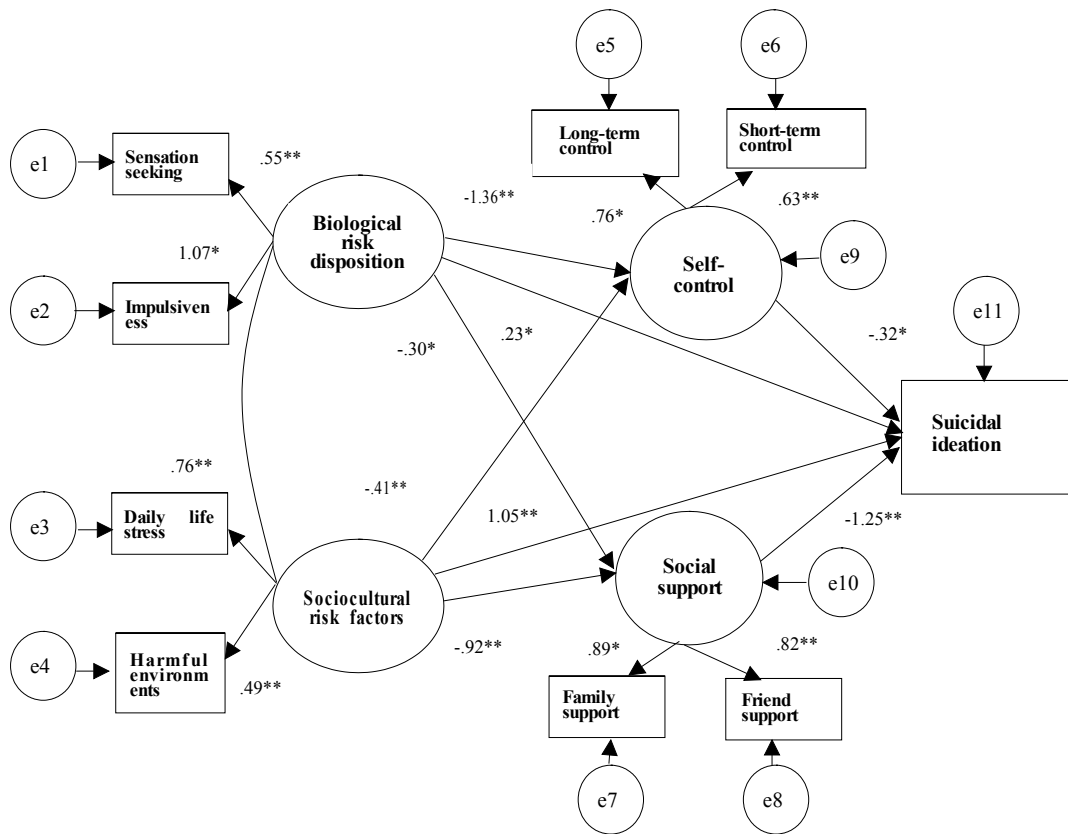 e5
e6
Long-term
control
Short-term
control
e1
Sensation
seeking
.55**
-1.36**
.76*
.63**
Biological
risk
disposition
Self-
control
e9
1.07*
e2
Impulsiven
ess
-.30*
.23*
-.32*
e11
Suicidal
ideation
.76**
e3
Daily life
stress
-.41**
1.05**
-1.25**
Sociocultural
risk factors
Social
support
e10
e4
Harmful
environm
ents
.49**
-.92**
.89*
.82**
Family
support
Friend
support
e7
e8